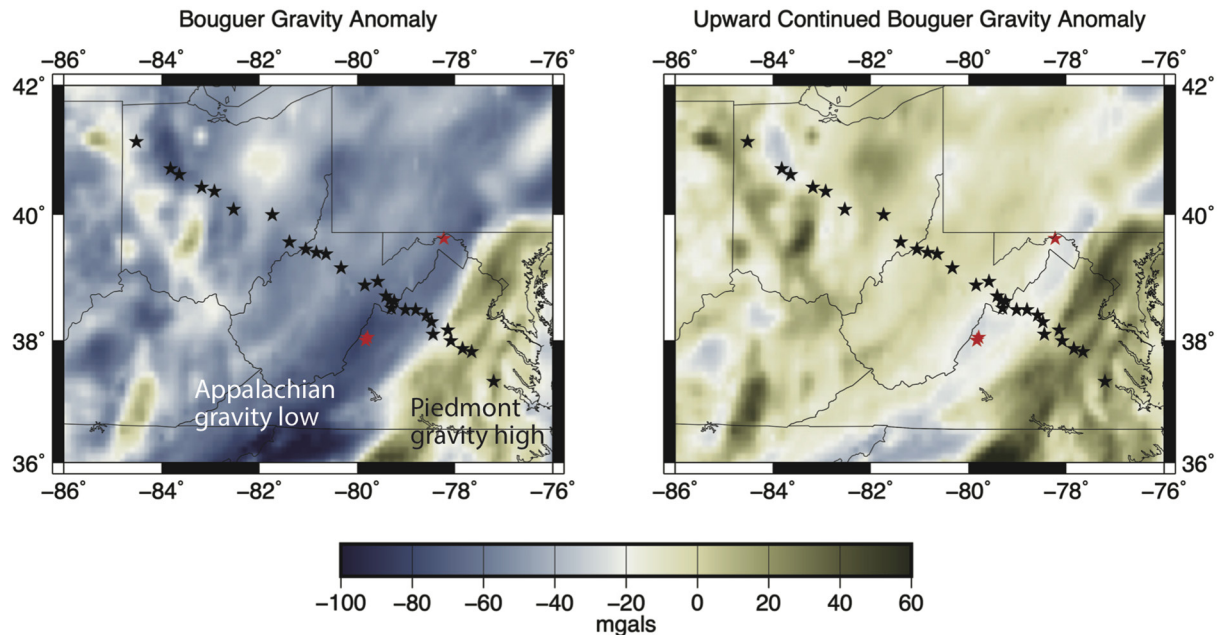 Bouguer Gravity Anomaly
Upward Continued Bouguer Gravity Anomaly
−86 −84 −82 −80 −78 −76
−86 −84 −82 −80 −78 −76
42°
40°
38°
36°
42°
40°
38°
36°
Appalachian
gravity low
Piedmont
gravity high
−86 −84 −82 −80 −78 −76
−86 −84 −82 −80 −78 −76
−100 −80 −60 −40 −20 0 20 40 60
mgals